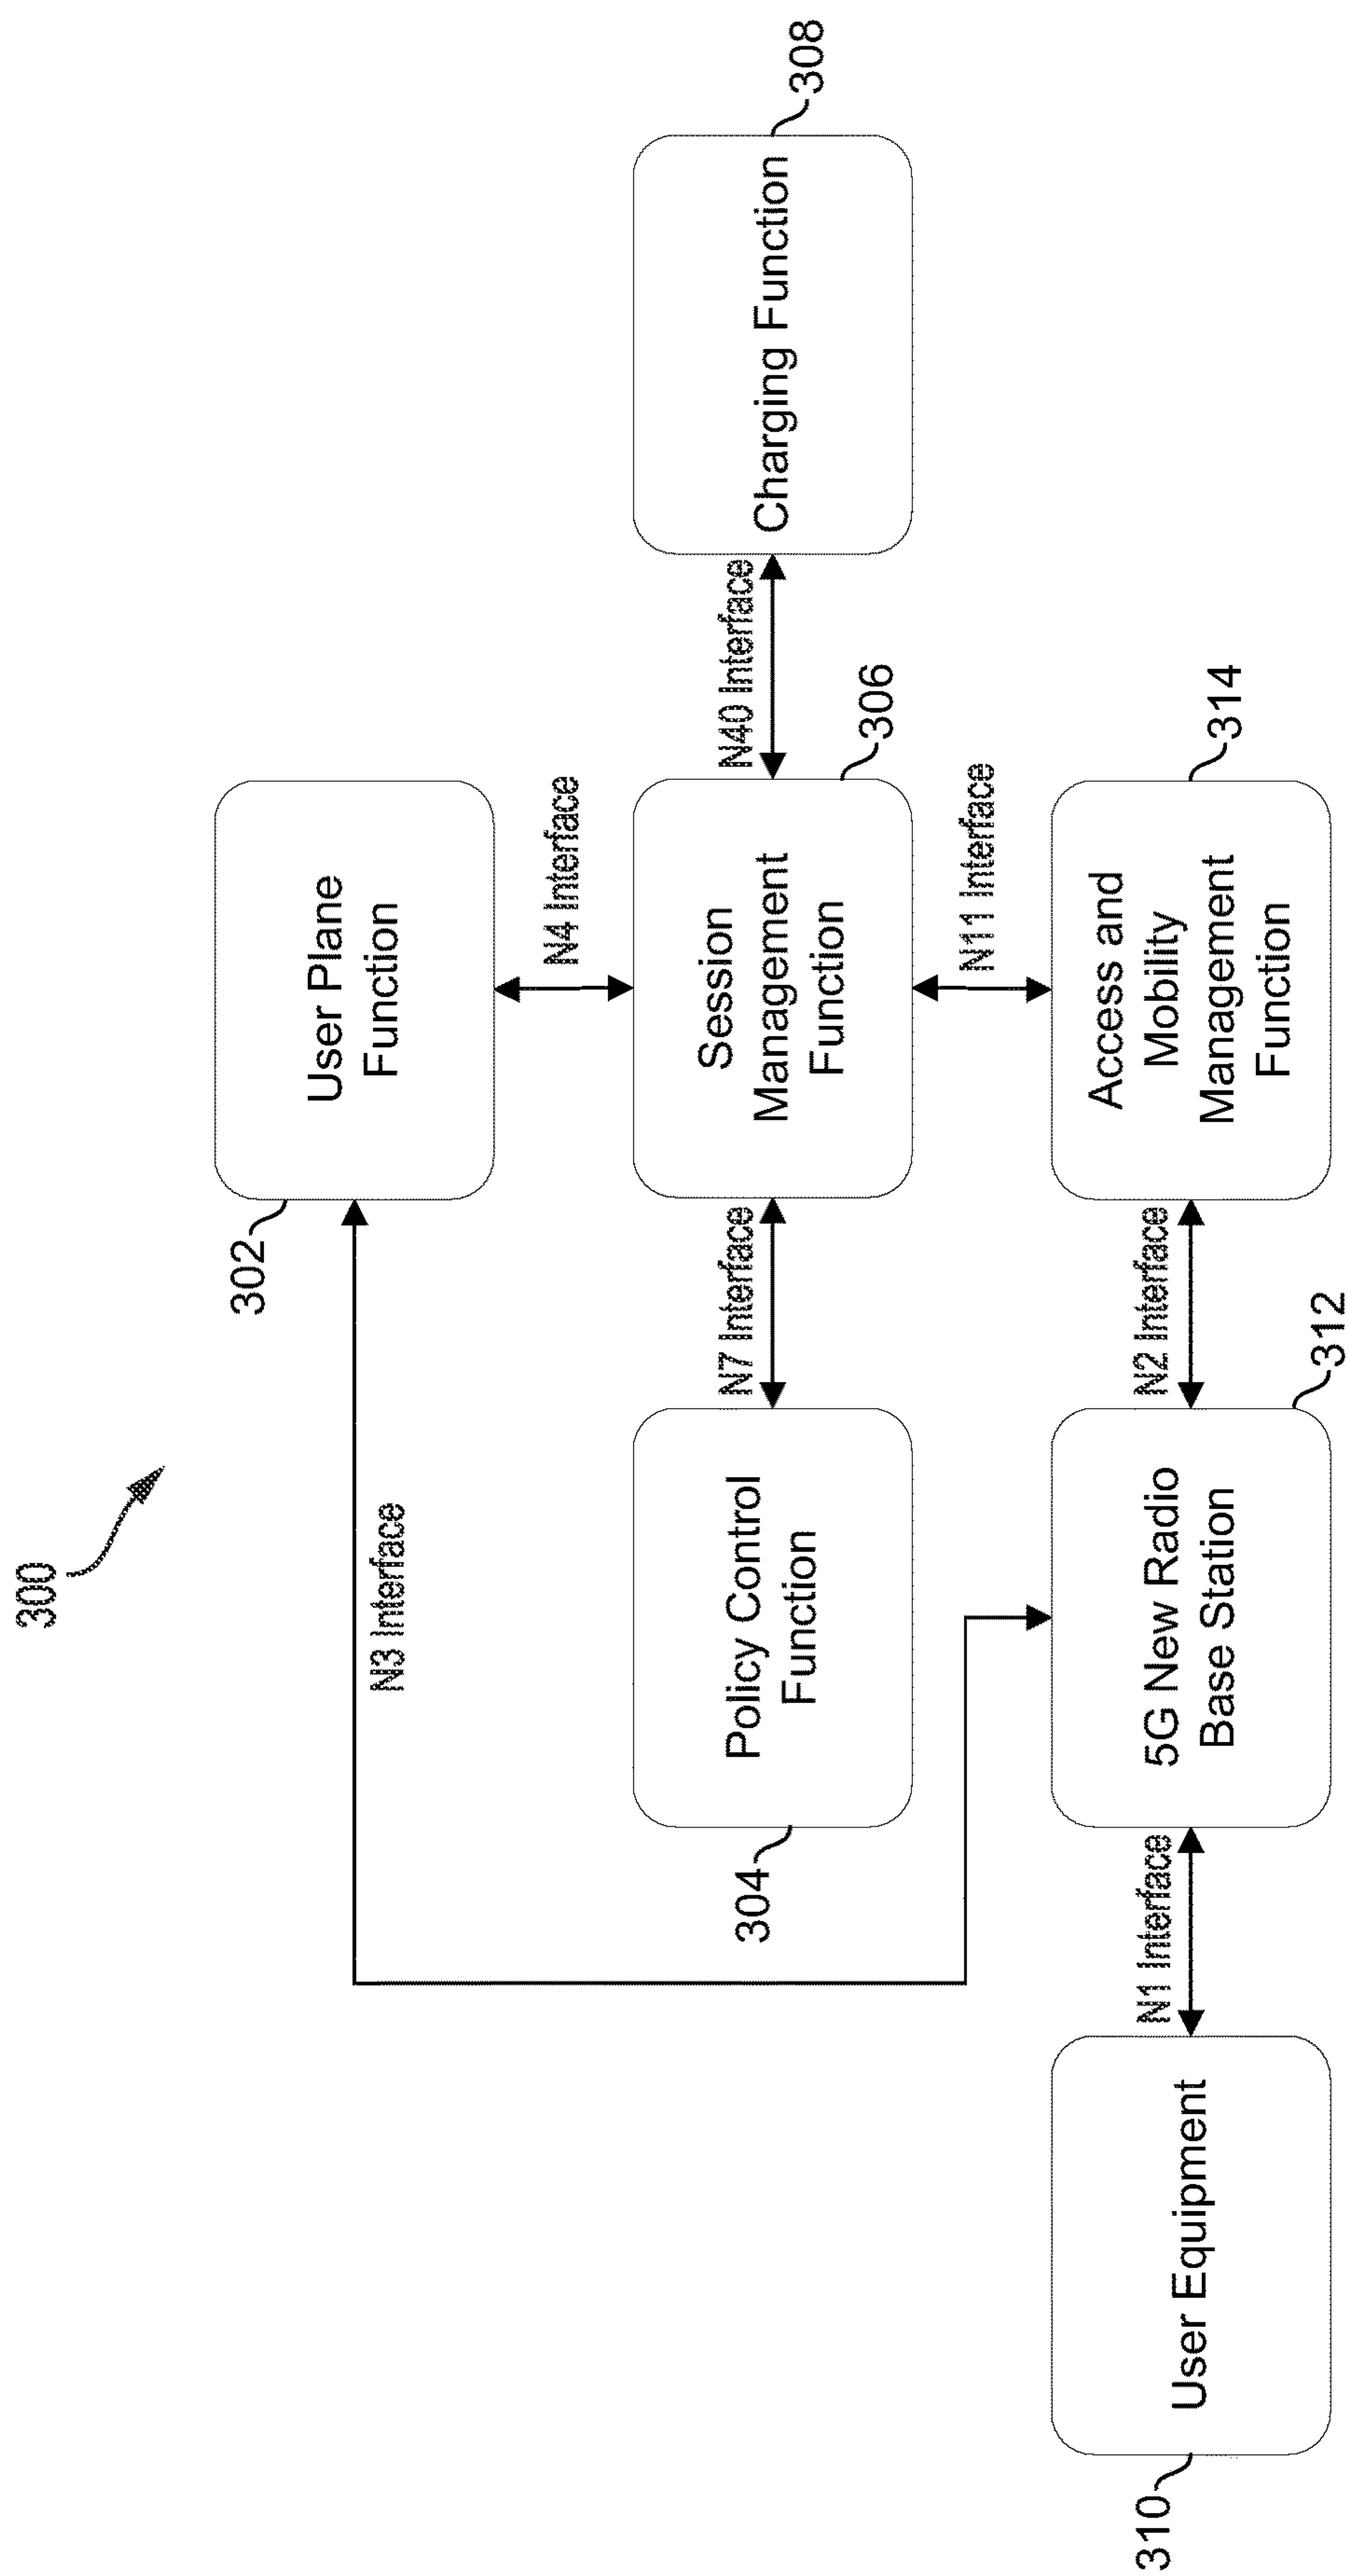 300
302
User Plane
Function
N3 Interface
N4 Interface
304
Policy Control
Function
N7 Interface
Session
Management
Function
306
N40 Interface
Charging Function
308
N11 Interface
310
User Equipment
N1 Interface
5G New Radio
Base Station
312
N2 Interface
Access and
Mobility
Management
Function
314